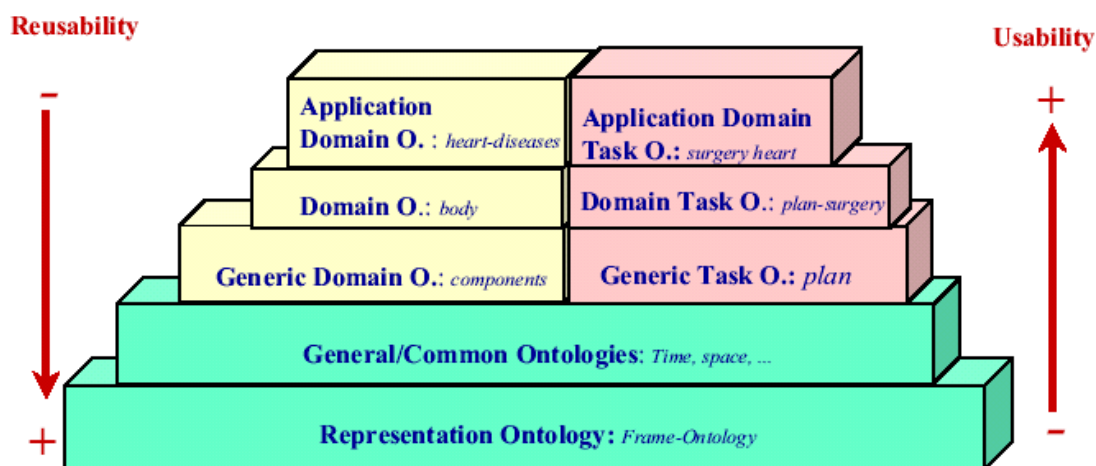 Reusability
Usability
-
+
Application
Domain O. : heart-diseases
Application Domain
Task O.: surgery heart
Domain O.: body
Domain Task O.: plan-surgery
Generic Domain O.: components
Generic Task O.: plan
General/Common Ontologies: Time, space, ...
Representation Ontology: Frame-Ontology
+
-